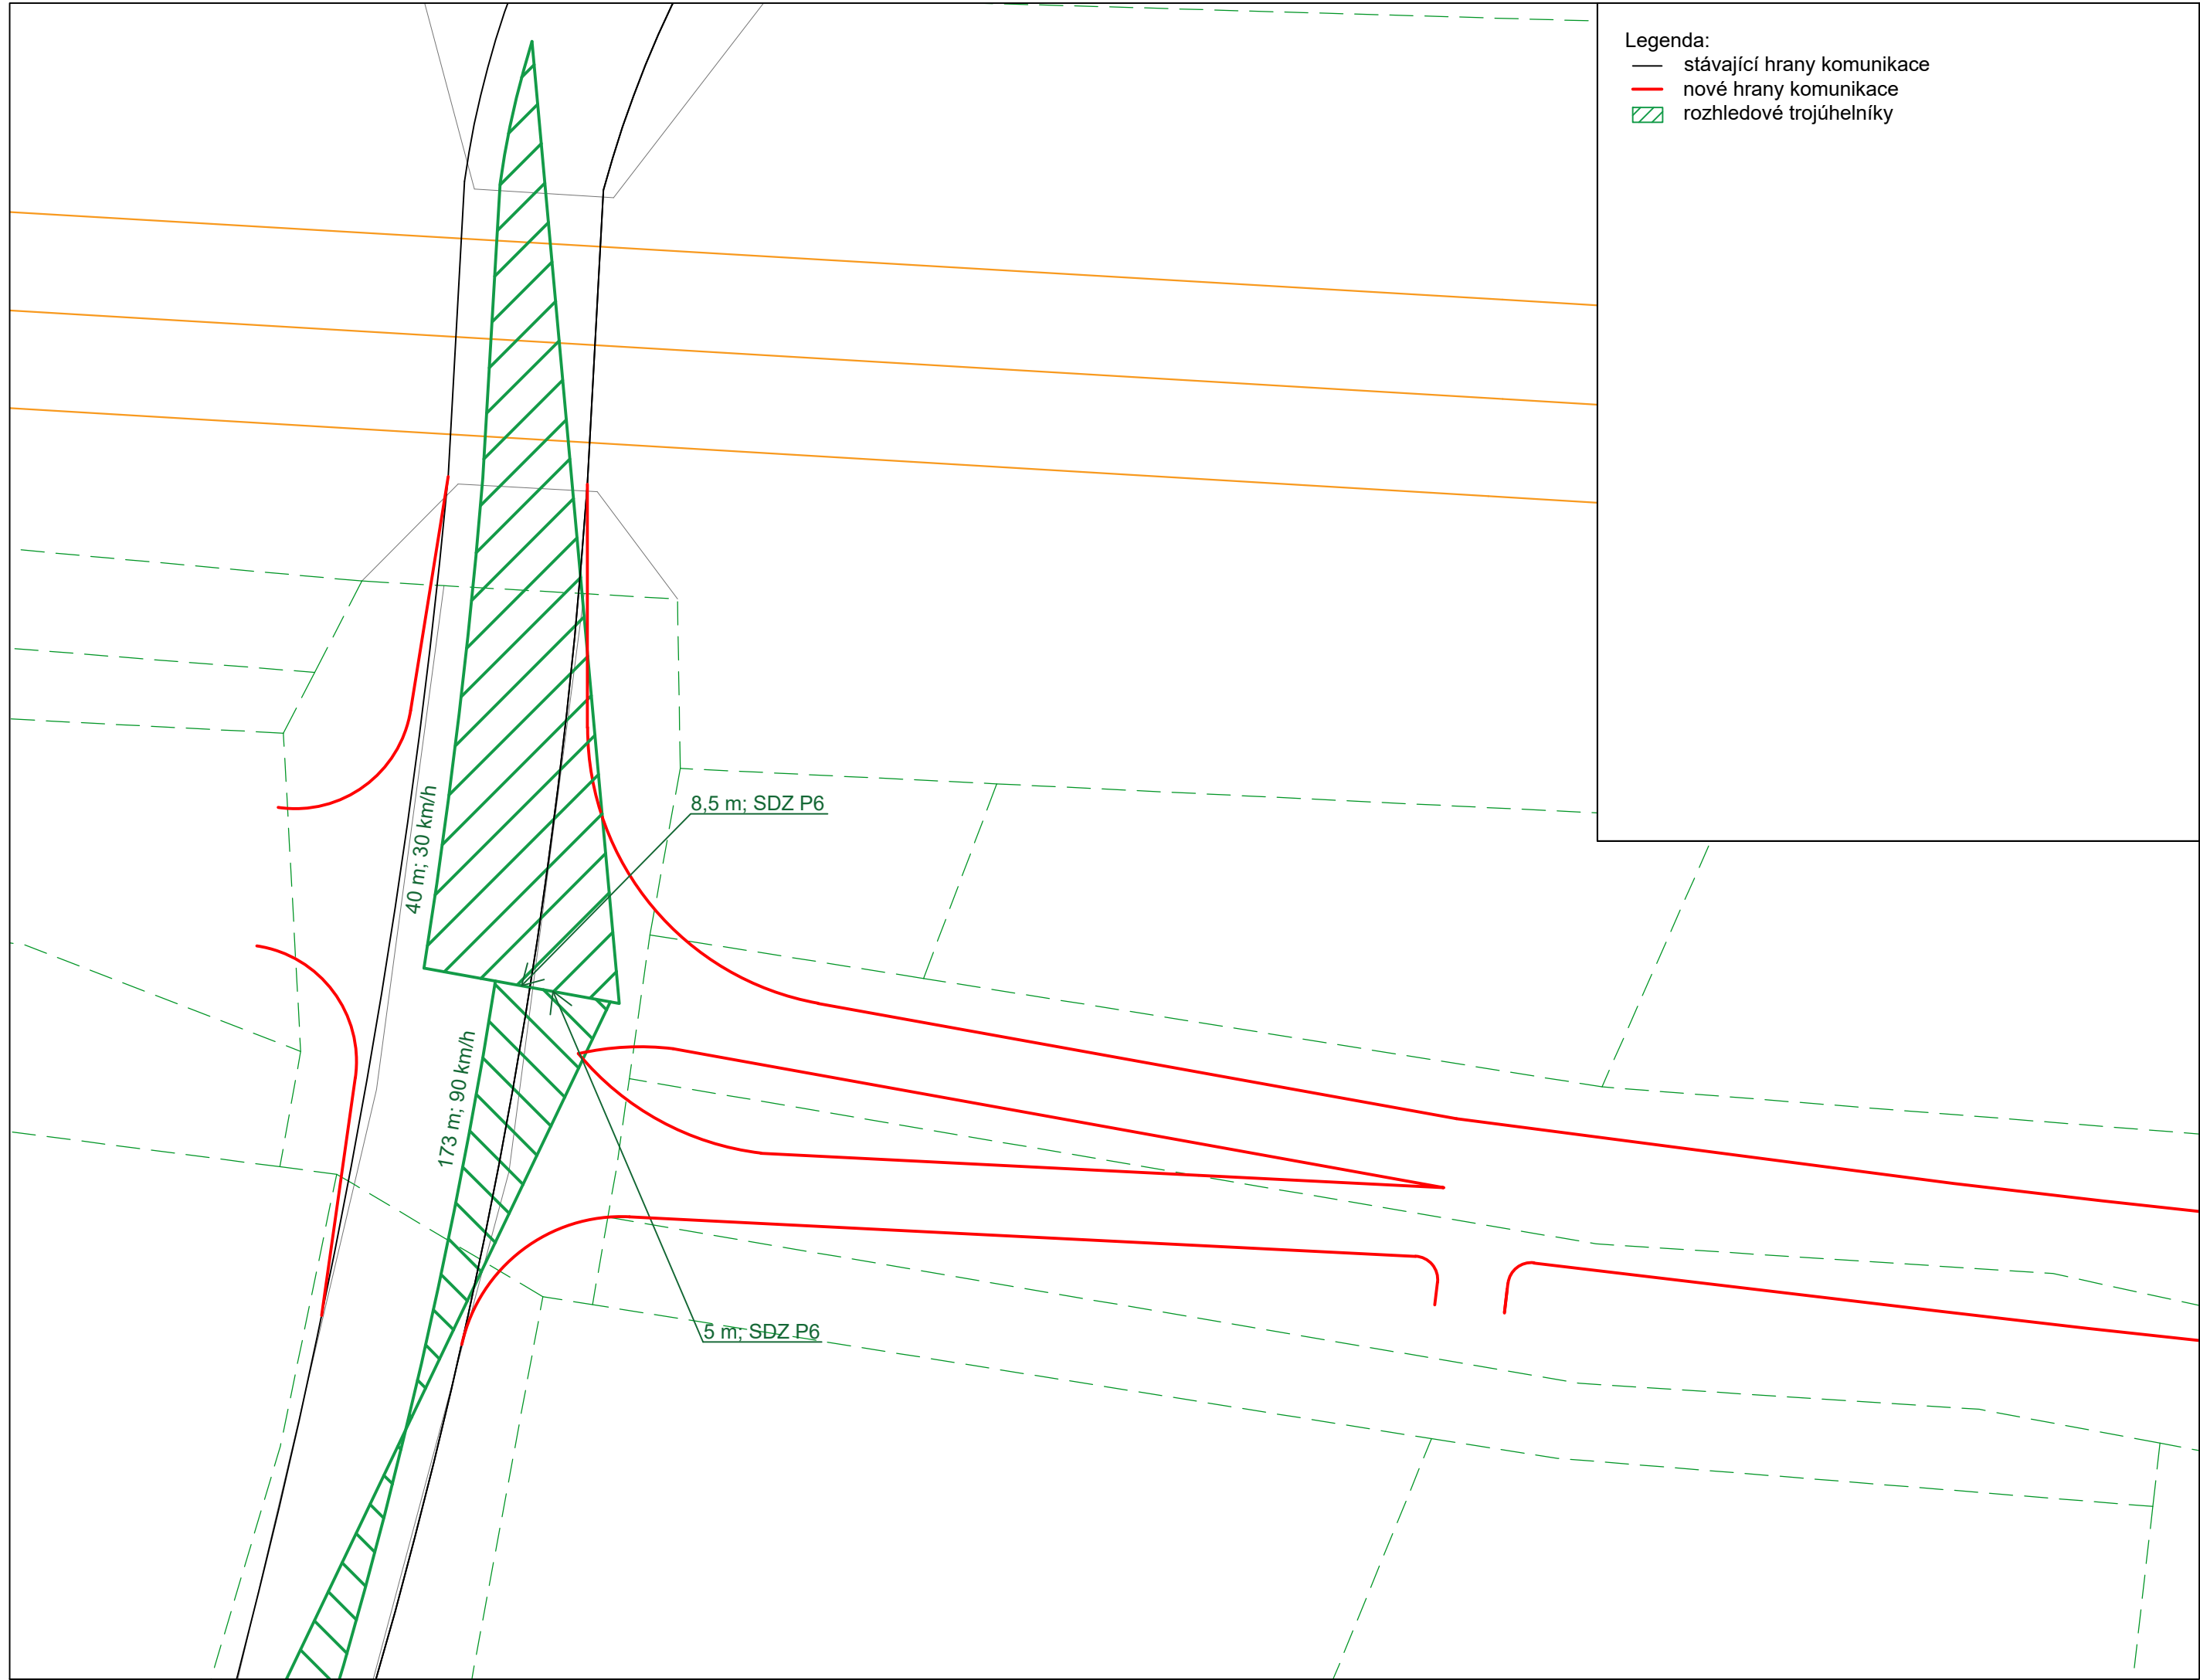 Legenda:
stávající hrany komunikace
nové hrany komunikace
rozhledové trojúhelníky
8,5 m; SDZ P6
40 m; 30 km/h
173 m; 90 km/h
5 m; SDZ P6